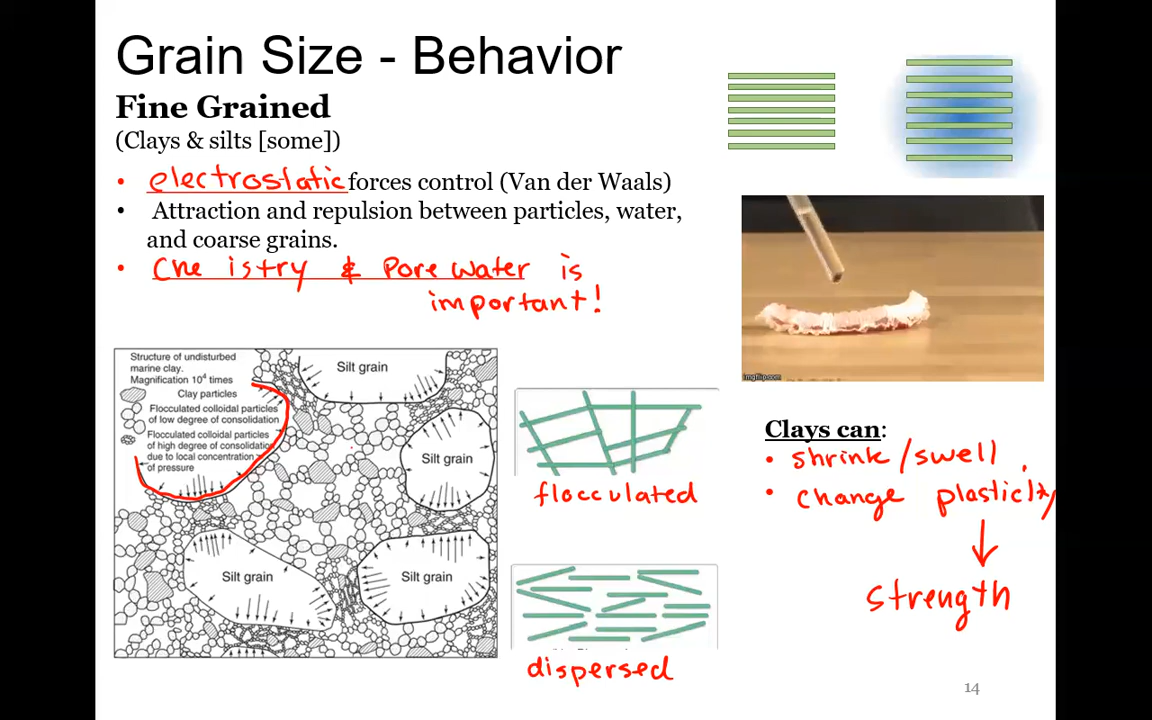 Grain Size - Behavior
Fine Grained
(Clays & silts [some])
• electrostatic forces control (Van der Waals)
• Attraction and repulsion between particles, water,
and coarse grains.
• Che istry & Pore water is
important!
imgflip.com
Structure of undisturbed
marine clay.
Magnification 10⁴ times
Clay particles
Flocculated colloidal particles
of low degree of consolidation
Flocculated colloidal particles
of high degree of consolidation
due to local concentration
of pressure
Silt grain
Silt grain
Silt grain
Silt grain
flocculated
dispersed
Clays can:
• shrink/swell
• change plasticity
↓
strength
14